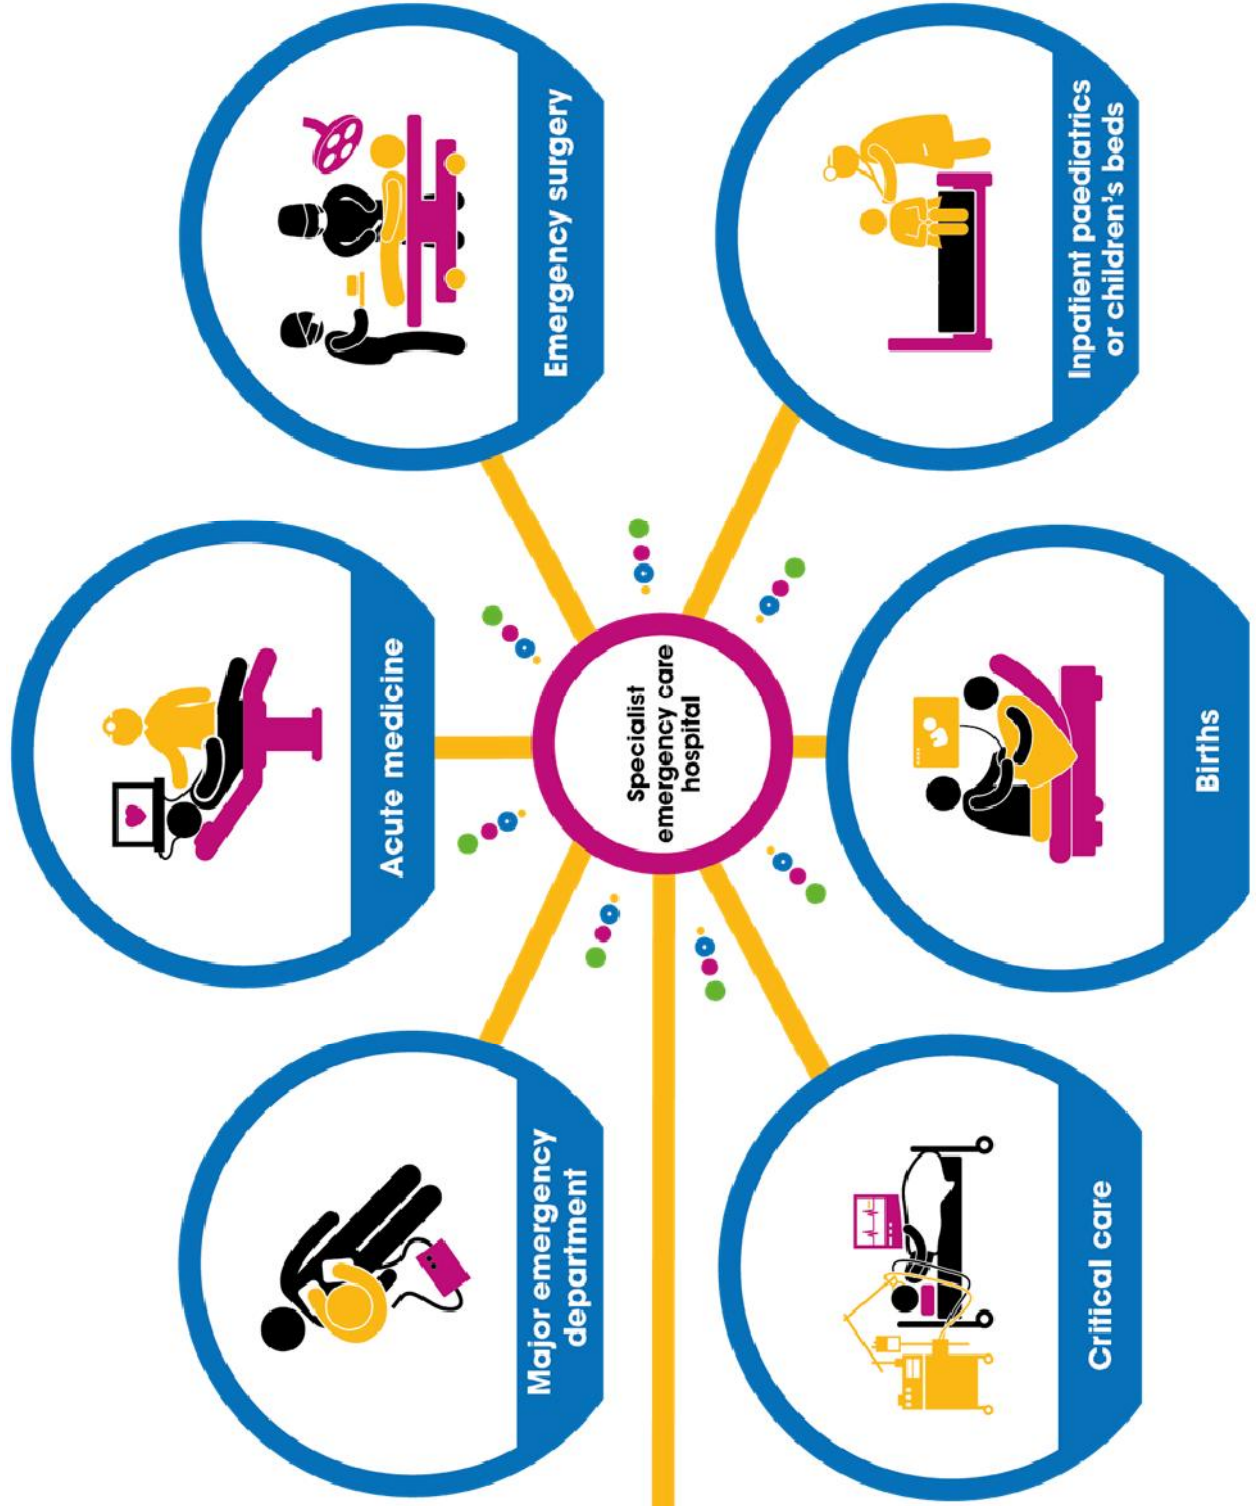 Major emergency
department
Acute medicine
Emergency surgery
Specialist
emergency care
hospital
Critical care
Births
Inpatient paediatrics
or children's beds